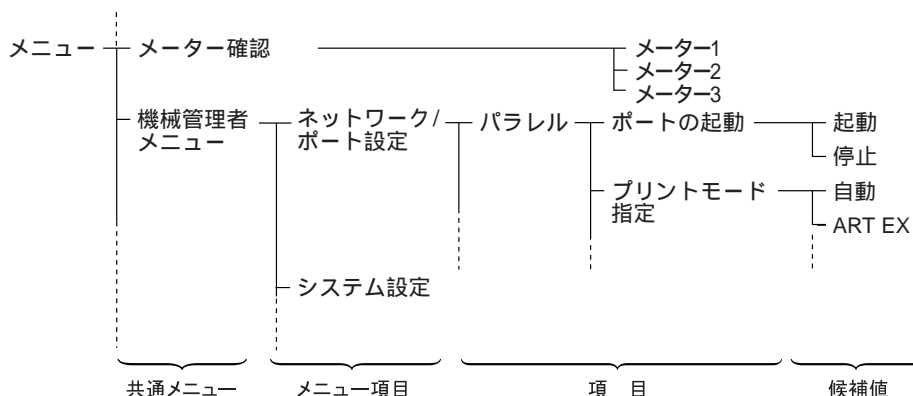 メニュー
メーター確認
メーター1
メーター2
メーター3
機械管理者
メニュー
ネットワーク/
ポート設定
パラレル
ポートの起動
起動
停止
プリントモード
指定
自動
ART EX
システム設定
共通メニュー
メニュー項目
項 目
候補値